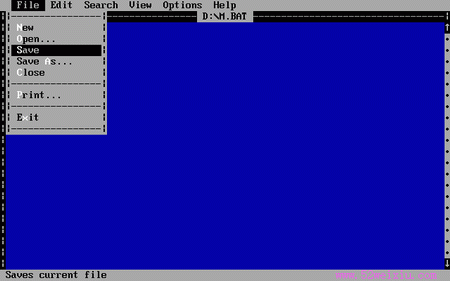 File Edit Search View Options Help
D:\M.BAT
New
Open...
Save
Save As...
Close
Print...
Exit
Saves current file